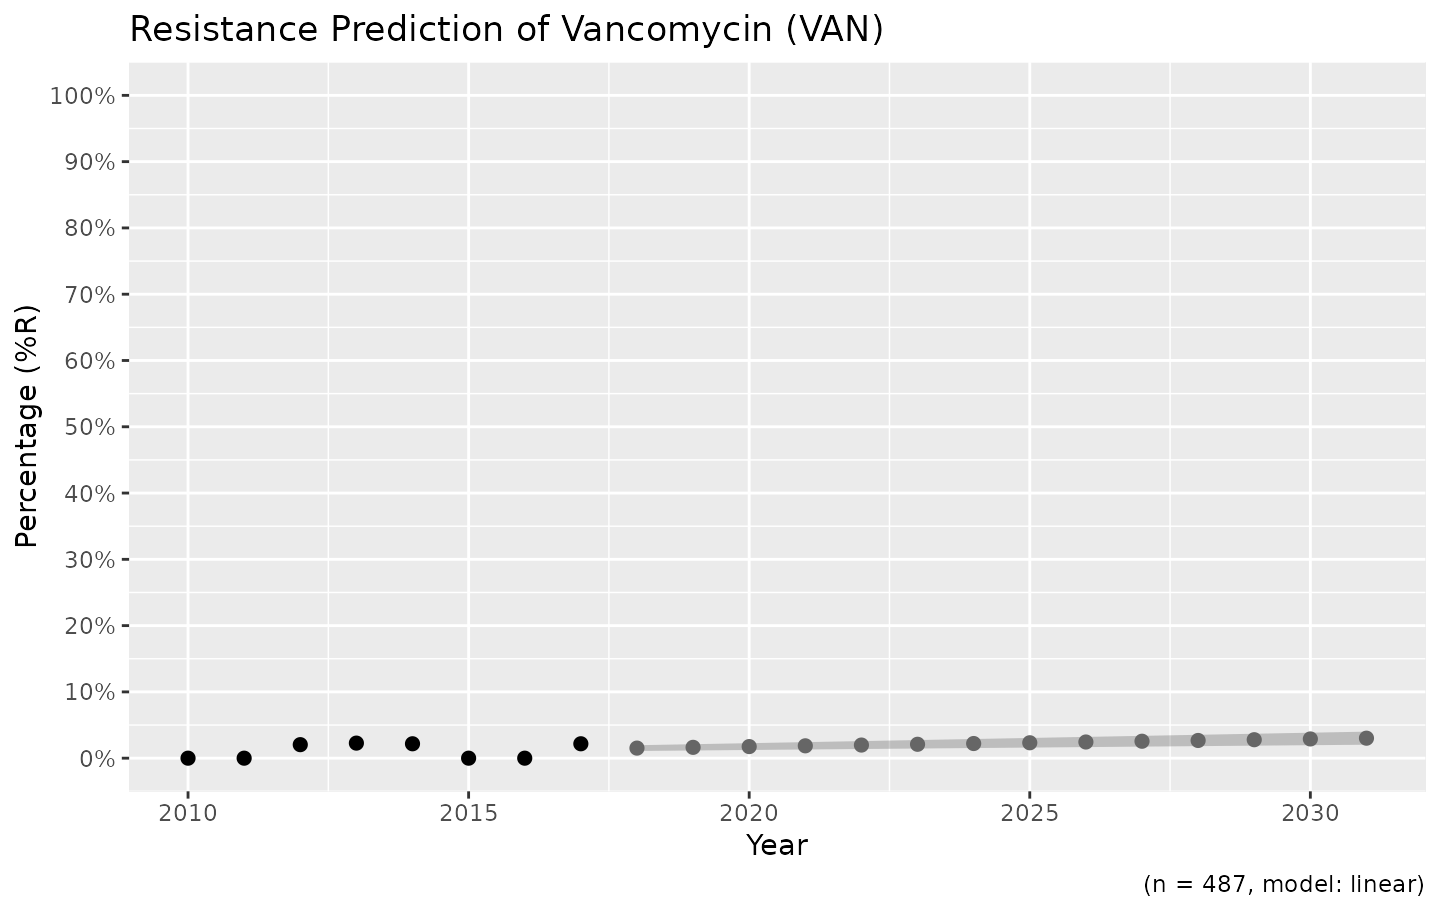 Resistance Prediction of Vancomycin (VAN)
100%
90%
80%
70%
60%
50%
40%
30%
20%
10%
0%
Percentage (%R)
2010 2015 2020 2025 2030
Year
(n = 487, model: linear)